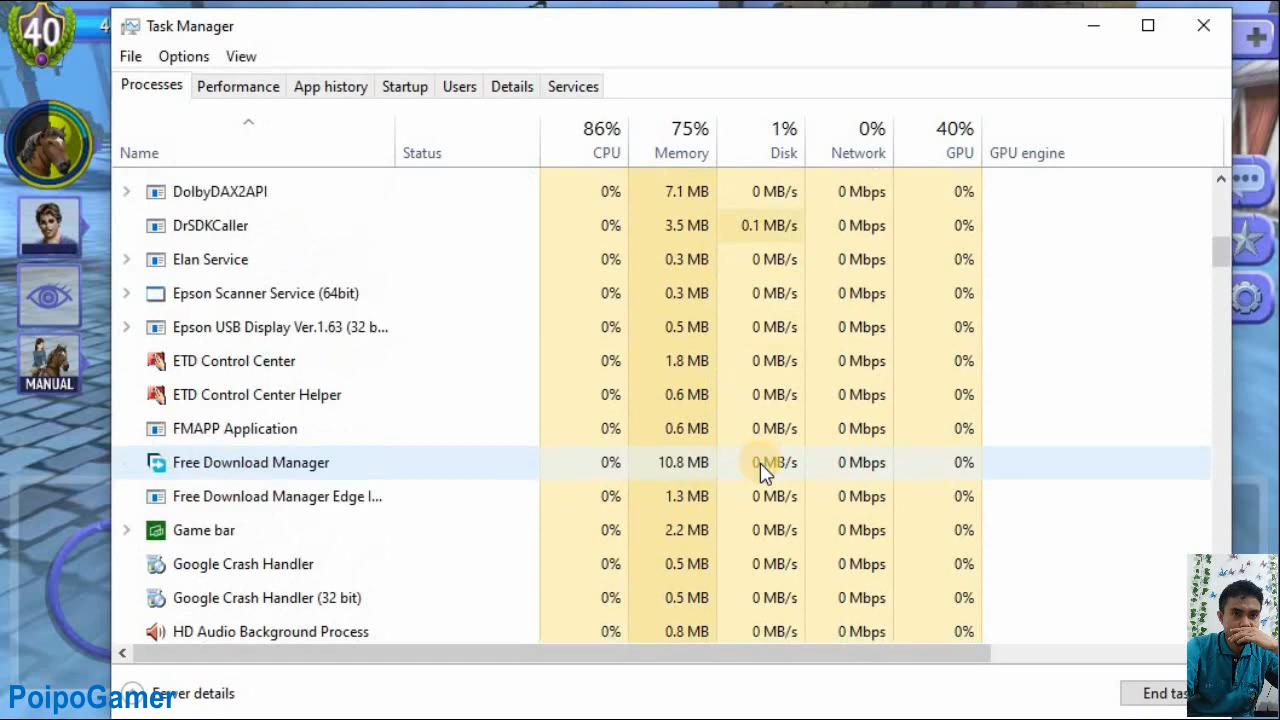 40
4
Task Manager
File Options View
Processes Performance App history Startup Users Details Services
86% 75% 1% 0% 40%
Name Status CPU Memory Disk Network GPU GPU engine
DolbyDAX2API 0% 7.1 MB 0 MB/s 0 Mbps 0%
DrSDKCaller 0% 3.5 MB 0.1 MB/s 0 Mbps 0%
Elan Service 0% 0.3 MB 0 MB/s 0 Mbps 0%
Epson Scanner Service (64bit) 0% 0.3 MB 0 MB/s 0 Mbps 0%
Epson USB Display Ver.1.63 (32 b... 0% 0.5 MB 0 MB/s 0 Mbps 0%
ETD Control Center 0% 1.8 MB 0 MB/s 0 Mbps 0%
ETD Control Center Helper 0% 0.6 MB 0 MB/s 0 Mbps 0%
MANUAL
FMAPP Application 0% 0.6 MB 0 MB/s 0 Mbps 0%
Free Download Manager 0% 10.8 MB 0 MB/s 0 Mbps 0%
Free Download Manager Edge I... 0% 1.3 MB 0 MB/s 0 Mbps 0%
Game bar 0% 2.2 MB 0 MB/s 0 Mbps 0%
Google Crash Handler 0% 0.5 MB 0 MB/s 0 Mbps 0%
Google Crash Handler (32 bit) 0% 0.5 MB 0 MB/s 0 Mbps 0%
HD Audio Background Process 0% 0.8 MB 0 MB/s 0 Mbps 0%
Fewer details End tas
PoipoGamer